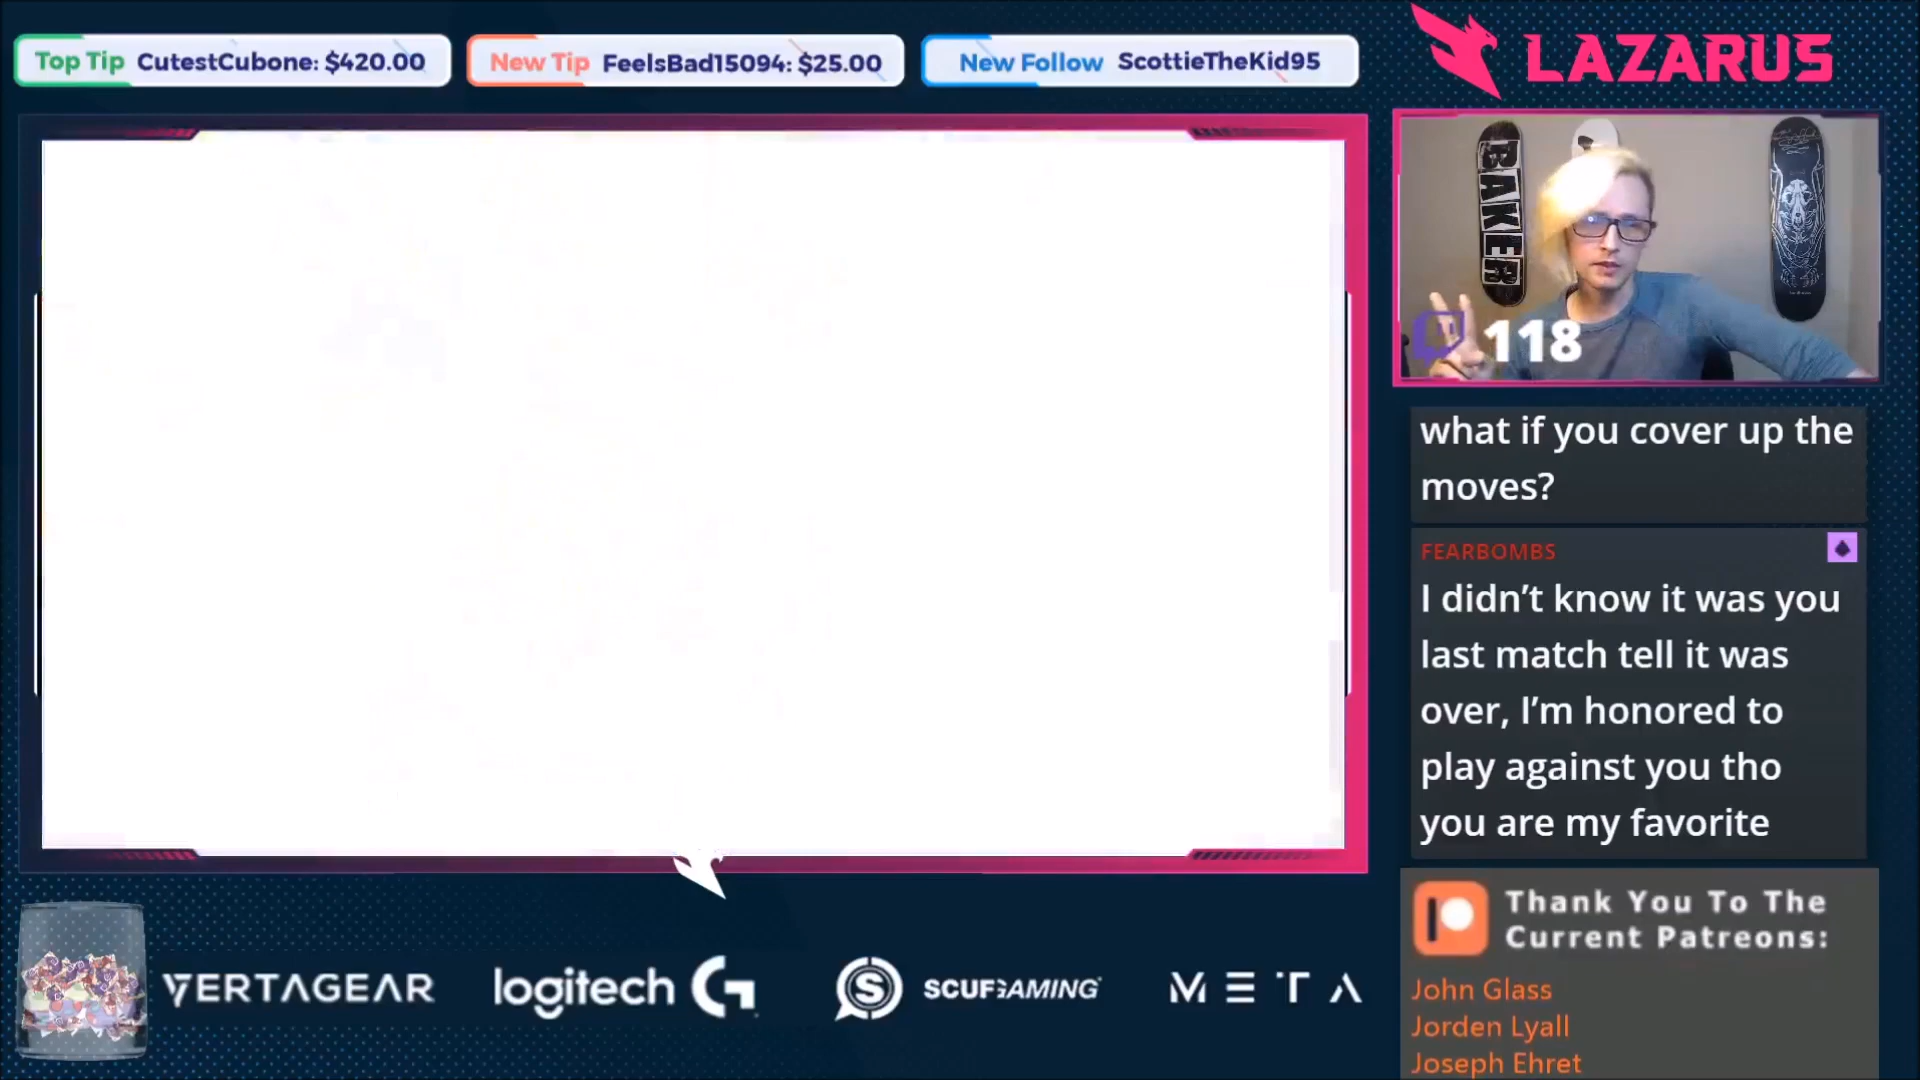 Top Tip CutestCubone: $420.00
New Tip FeelsBad15094: $25.00
New Follow ScottieTheKid95
LAZARUS
BAKER
118
what if you cover up the
moves?
FEARBOMBS
I didn't know it was you
last match tell it was
over, I'm honored to
play against you tho
you are my favorite
Thank You To The
Current Patreons:
John Glass
Jorden Lyall
Joseph Ehret
VERTAGEAR
logitech G
S SCUFGAMING
META